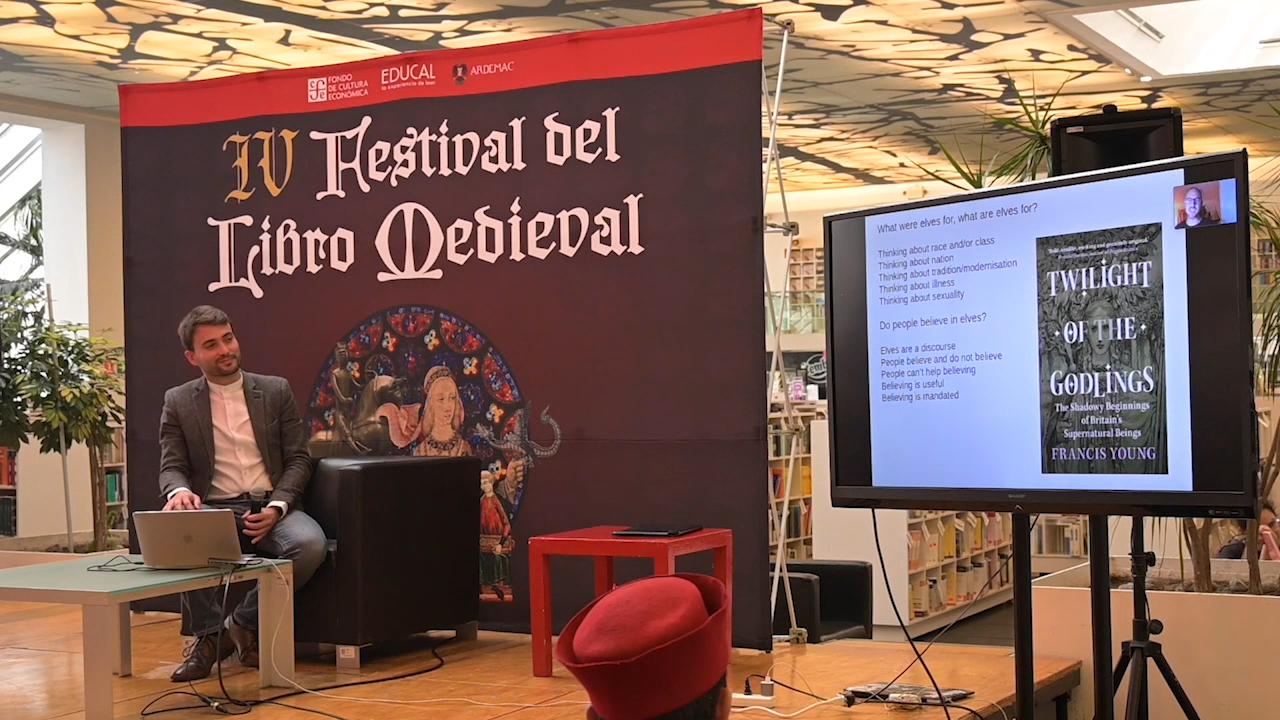 FONDO
DE CULTURA
ECONÓMICA
EDUCAL
la experiencia de leer
ARDEMAC
IV Festival del
Libro Medieval
What were elves for, what are elves for?
Thinking about race and/or class
Thinking about nation
Thinking about tradition/modernisation
Thinking about illness
Thinking about sexuality
Do people believe in elves?
Elves are a discourse
People believe and do not believe
People can't help believing
Believing is useful
Believing is mandated
TWILIGHT
OF THE
GODLINGS
The Shadowy Beginnings
of Britain's
Supernatural Beings
FRANCIS YOUNG
SHARP